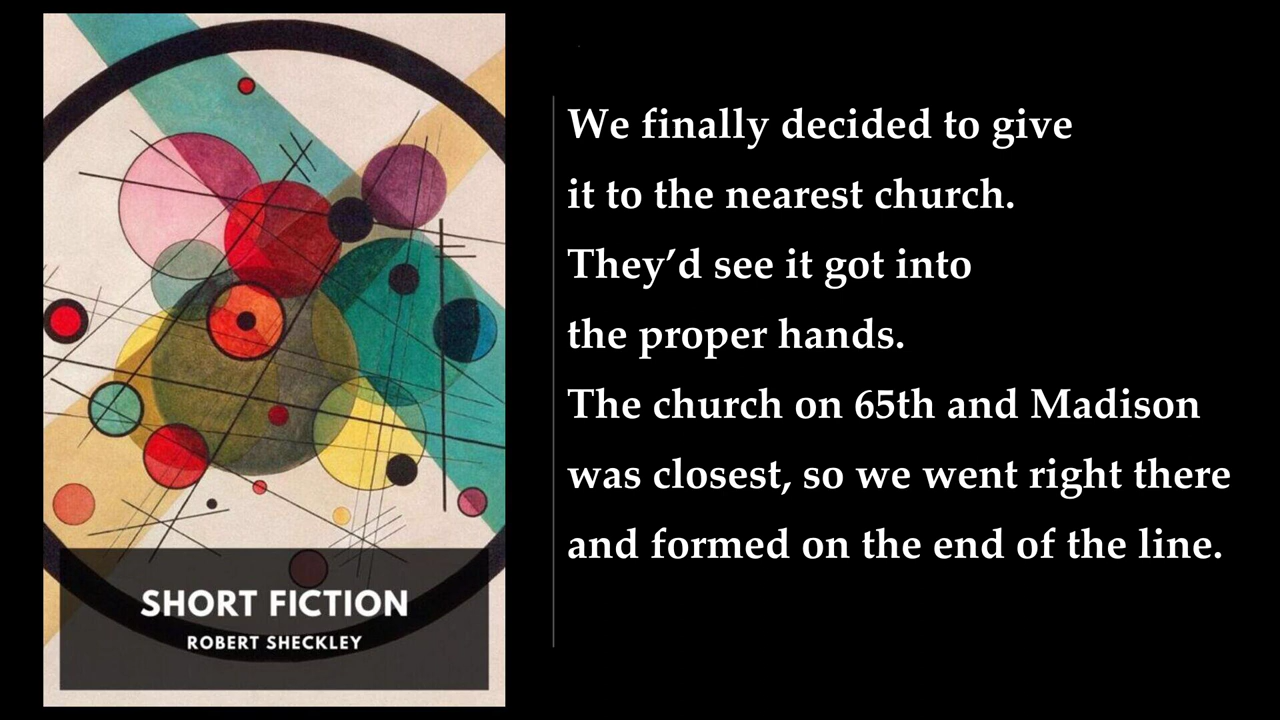 SHORT FICTION
ROBERT SHECKLEY
We finally decided to give
it to the nearest church.
They’d see it got into
the proper hands.
The church on 65th and Madison
was closest, so we went right there
and formed on the end of the line.